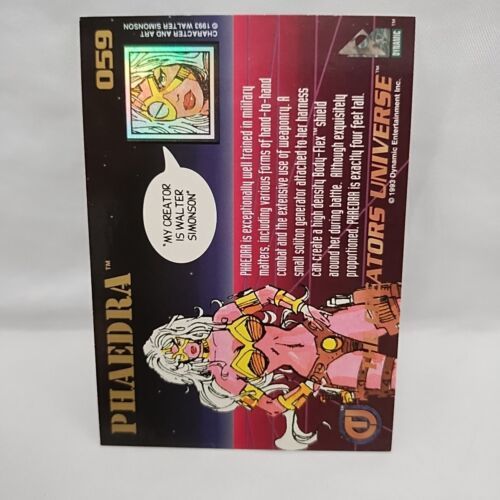 PHAEDRA™
059
"MY CREATOR
IS WALTER
SIMONSON"
CHARACTER AND ART
© 1993 WALTER SIMONSON
PHAEDRA is exceptionally well trained in military
matters, including various forms of hand-to-hand
combat and the extensive use of weaponry. A
small soliton generator attached to her harness
can create a high density Body-flex™ shield
around her during battle. Although exquisitely
proportioned, PHAEDRA is exactly four feet tall.
ATORS UNIVERSE™
© 1993 Dynamic Entertainment Inc.
DYNAMIC™